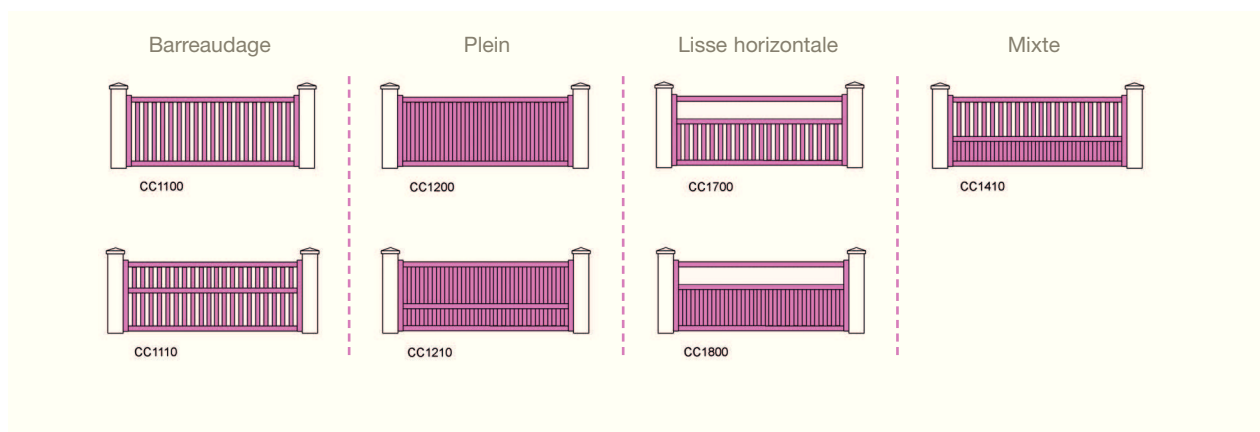 Barreaudage
Plein
Lisse horizontale
Mixte
CC1100
CC1200
CC1700
CC1410
CC1110
CC1210
CC1800